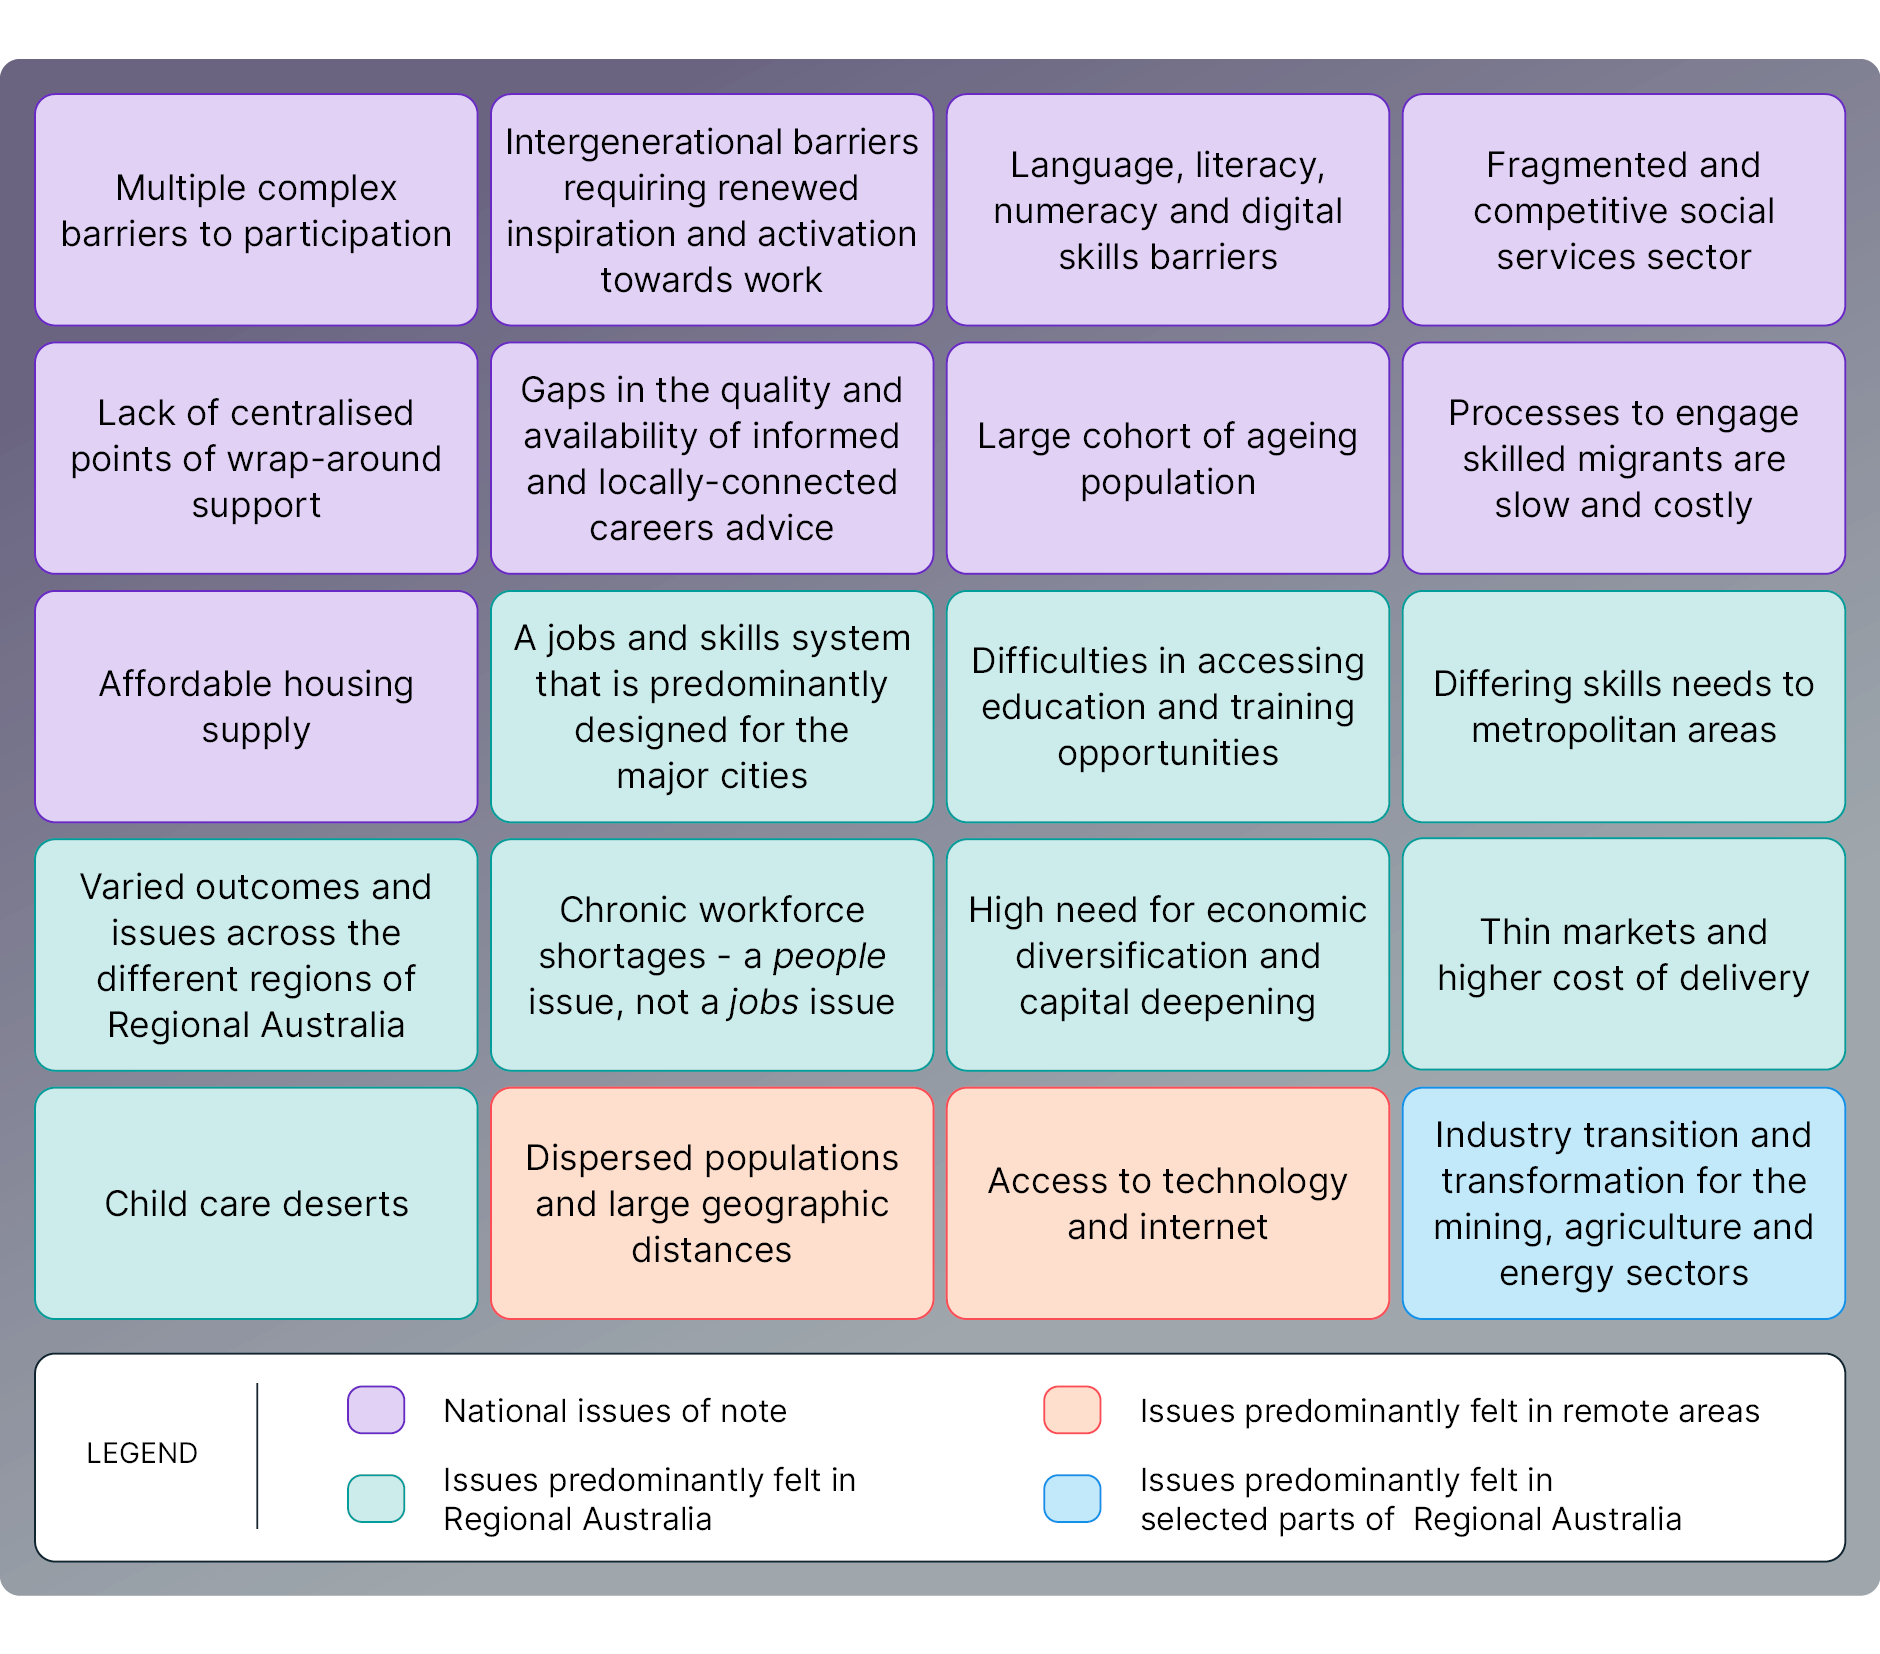 Multiple complex
barriers to participation
Intergenerational barriers
requiring renewed
inspiration and activation
towards work
Language, literacy,
numeracy and digital
skills barriers
Fragmented and
competitive social
services sector
Lack of centralised
points of wrap-around
support
Gaps in the quality and
availability of informed
and locally-connected
careers advice
Large cohort of ageing
population
Processes to engage
skilled migrants are
slow and costly
Affordable housing
supply
A jobs and skills system
that is predominantly
designed for the
major cities
Difficulties in accessing
education and training
opportunities
Differing skills needs to
metropolitan areas
Varied outcomes and
issues across the
different regions of
Regional Australia
Chronic workforce
shortages - a people
issue, not a jobs issue
High need for economic
diversification and
capital deepening
Thin markets and
higher cost of delivery
Child care deserts
Dispersed populations
and large geographic
distances
Access to technology
and internet
Industry transition and
transformation for the
mining, agriculture and
energy sectors
LEGEND
National issues of note
Issues predominantly felt in
Regional Australia
Issues predominantly felt in remote areas
Issues predominantly felt in
selected parts of  Regional Australia